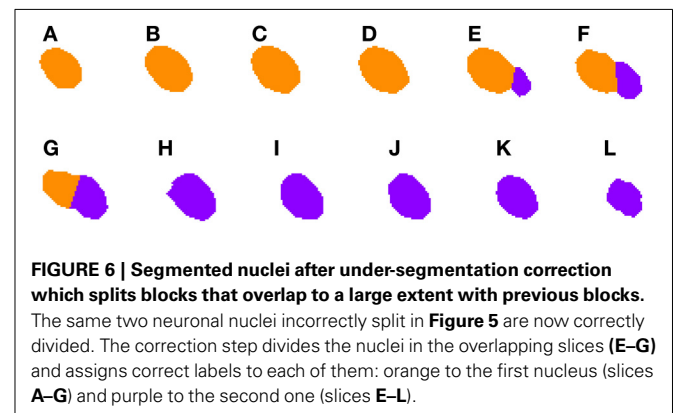 A B C D E F
G H I J K L
FIGURE 6 | Segmented nuclei after under-segmentation correction
which splits blocks that overlap to a large extent with previous blocks.
The same two neuronal nuclei incorrectly split in Figure 5 are now correctly
divided. The correction step divides the nuclei in the overlapping slices (E–G)
and assigns correct labels to each of them: orange to the first nucleus (slices
A–G) and purple to the second one (slices E–L).